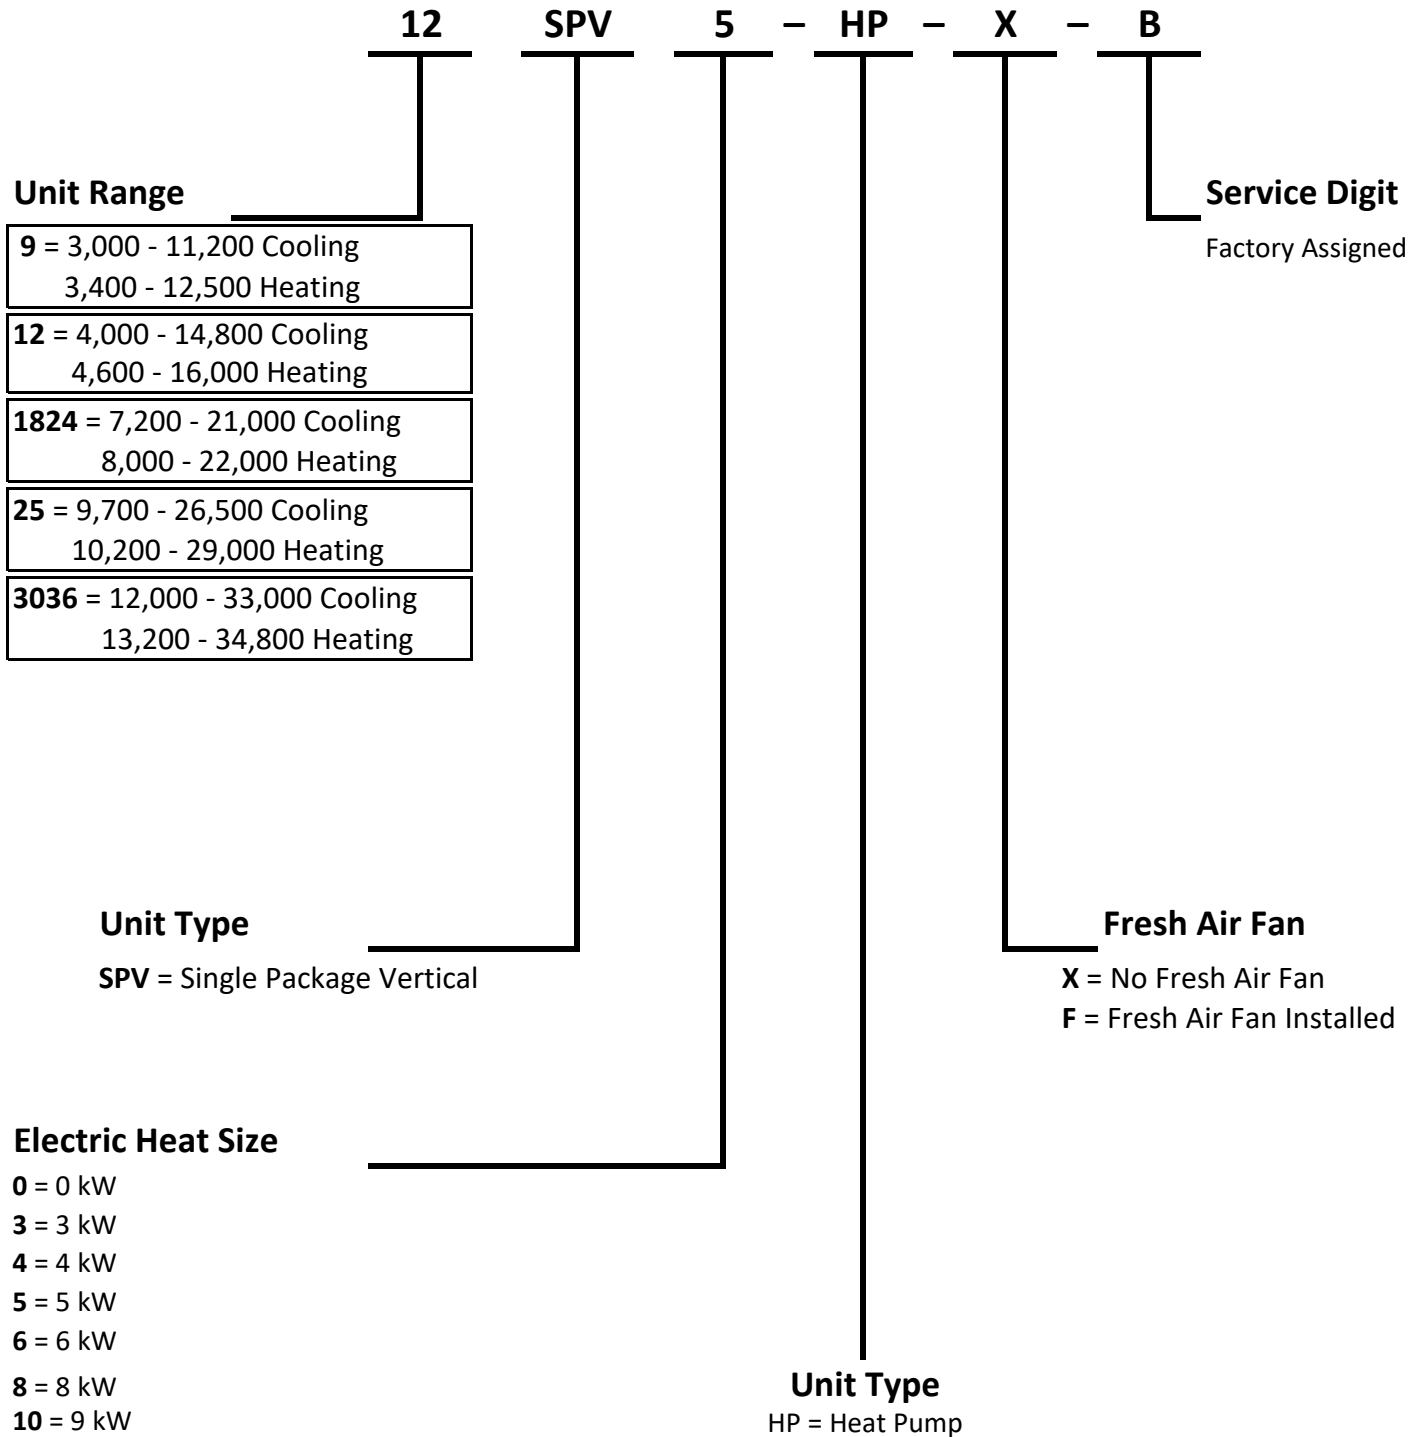 12 SPV 5 – HP – X – B
Unit Range
9 = 3,000 - 11,200 Cooling
3,400 - 12,500 Heating
12 = 4,000 - 14,800 Cooling
4,600 - 16,000 Heating
1824 = 7,200 - 21,000 Cooling
8,000 - 22,000 Heating
25 = 9,700 - 26,500 Cooling
10,200 - 29,000 Heating
3036 = 12,000 - 33,000 Cooling
13,200 - 34,800 Heating
Service Digit
Factory Assigned
Unit Type
SPV = Single Package Vertical
Fresh Air Fan
X = No Fresh Air Fan
F = Fresh Air Fan Installed
Electric Heat Size
0 = 0 kW
3 = 3 kW
4 = 4 kW
5 = 5 kW
6 = 6 kW
8 = 8 kW
10 = 9 kW
Unit Type
HP = Heat Pump